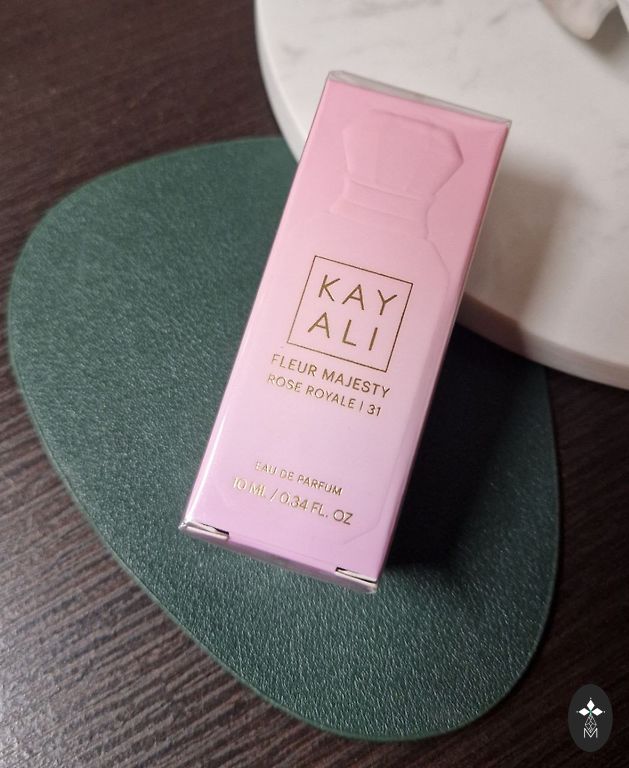 KAY
ALI
FLEUR MAJESTY
ROSE ROYALE | 31
EAU DE PARFUM
10 ML / 0.34 FL. OZ
M